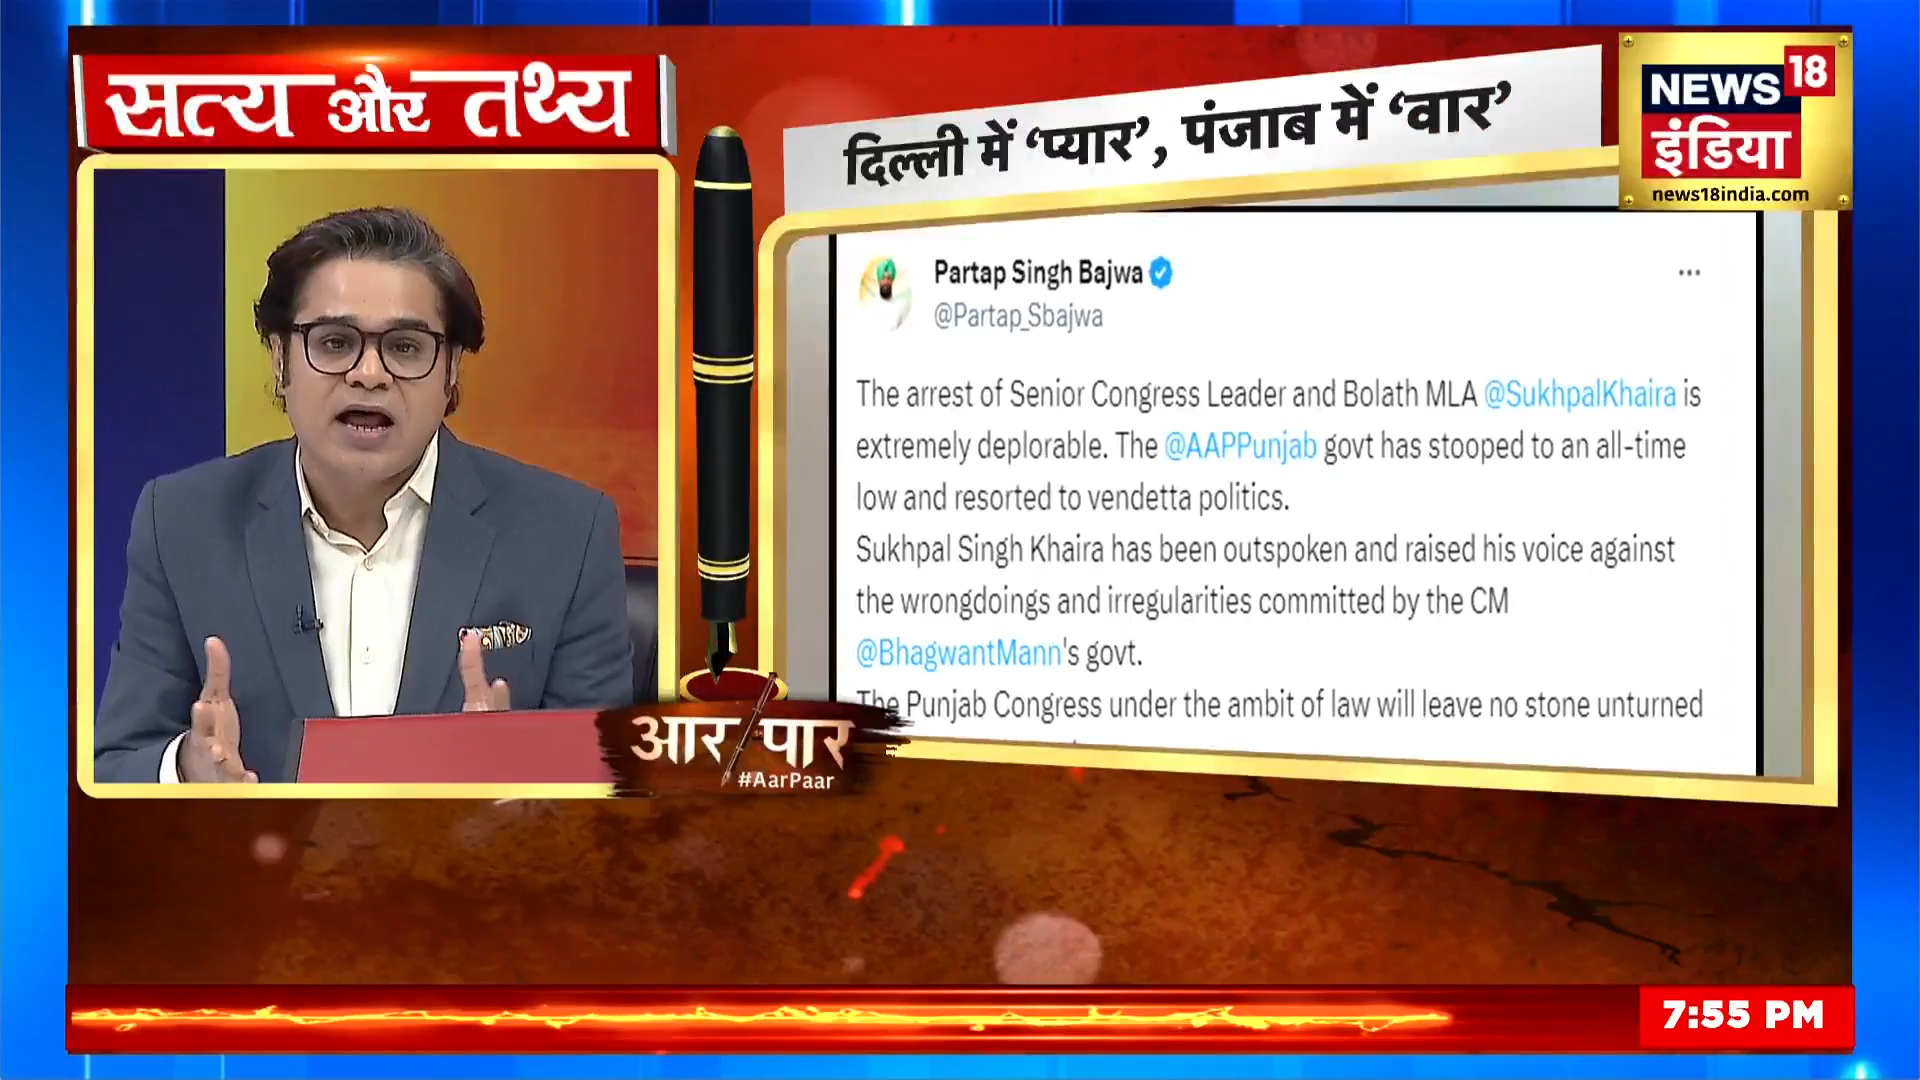 सत्य और तथ्य
दिल्ली में ‘प्यार’, पंजाब में ‘वार’
NEWS 18
इंडिया
news18india.com
Partap Singh Bajwa
@Partap_Sbajwa
The arrest of Senior Congress Leader and Bolath MLA @SukhpalKhaira is
extremely deplorable. The @AAPPunjab govt has stooped to an all-time
low and resorted to vendetta politics.
Sukhpal Singh Khaira has been outspoken and raised his voice against
the wrongdoings and irregularities committed by the CM
@BhagwantMann's govt.
The Punjab Congress under the ambit of law will leave no stone unturned
आर पार
#AarPaar
7:55 PM